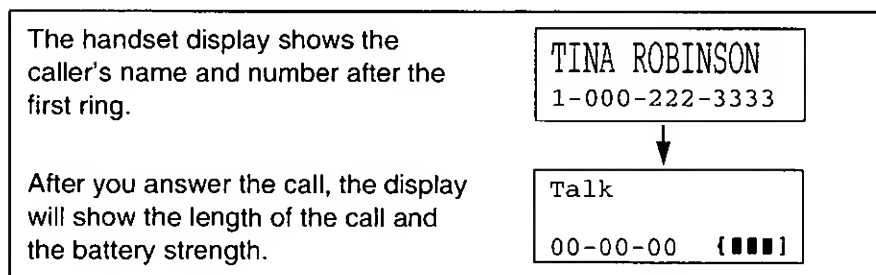 The handset display shows the
caller's name and number after the
first ring.
TINA ROBINSON
1-000-222-3333
After you answer the call, the display
will show the length of the call and
the battery strength.
Talk
00-00-00